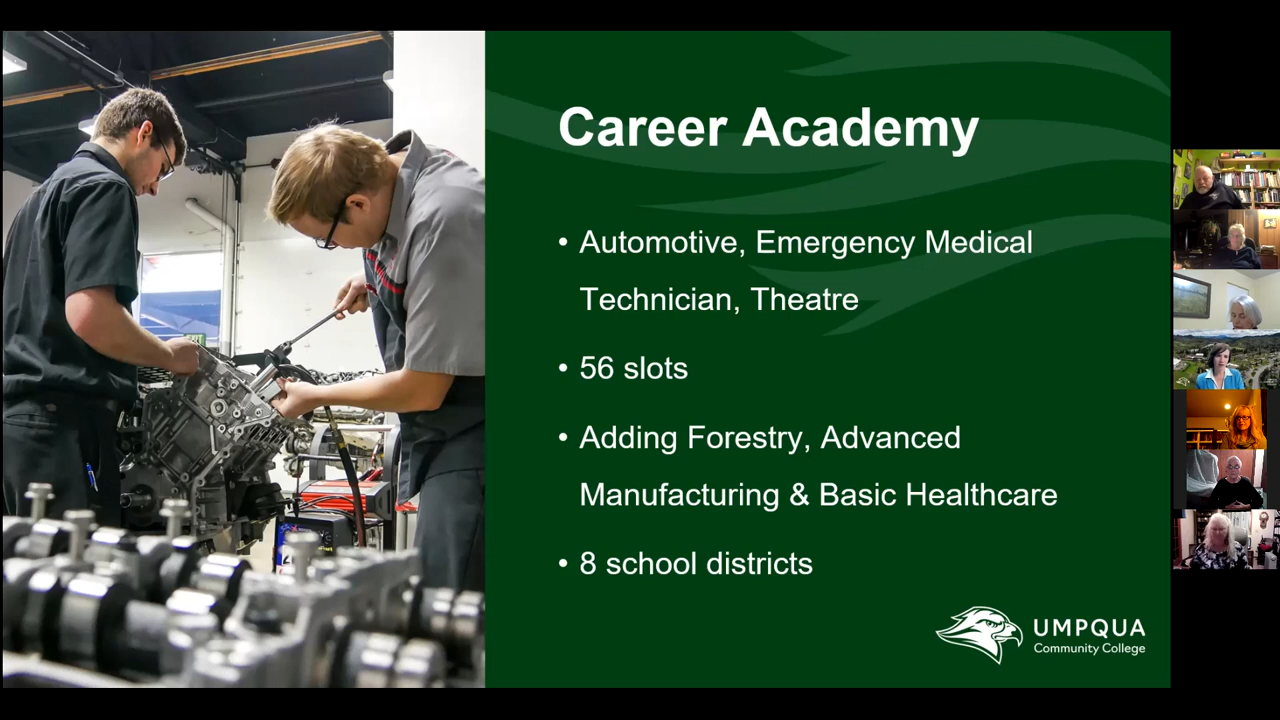 Career Academy
• Automotive, Emergency Medical
Technician, Theatre
• 56 slots
• Adding Forestry, Advanced
Manufacturing & Basic Healthcare
• 8 school districts
UMPQUA
Community College